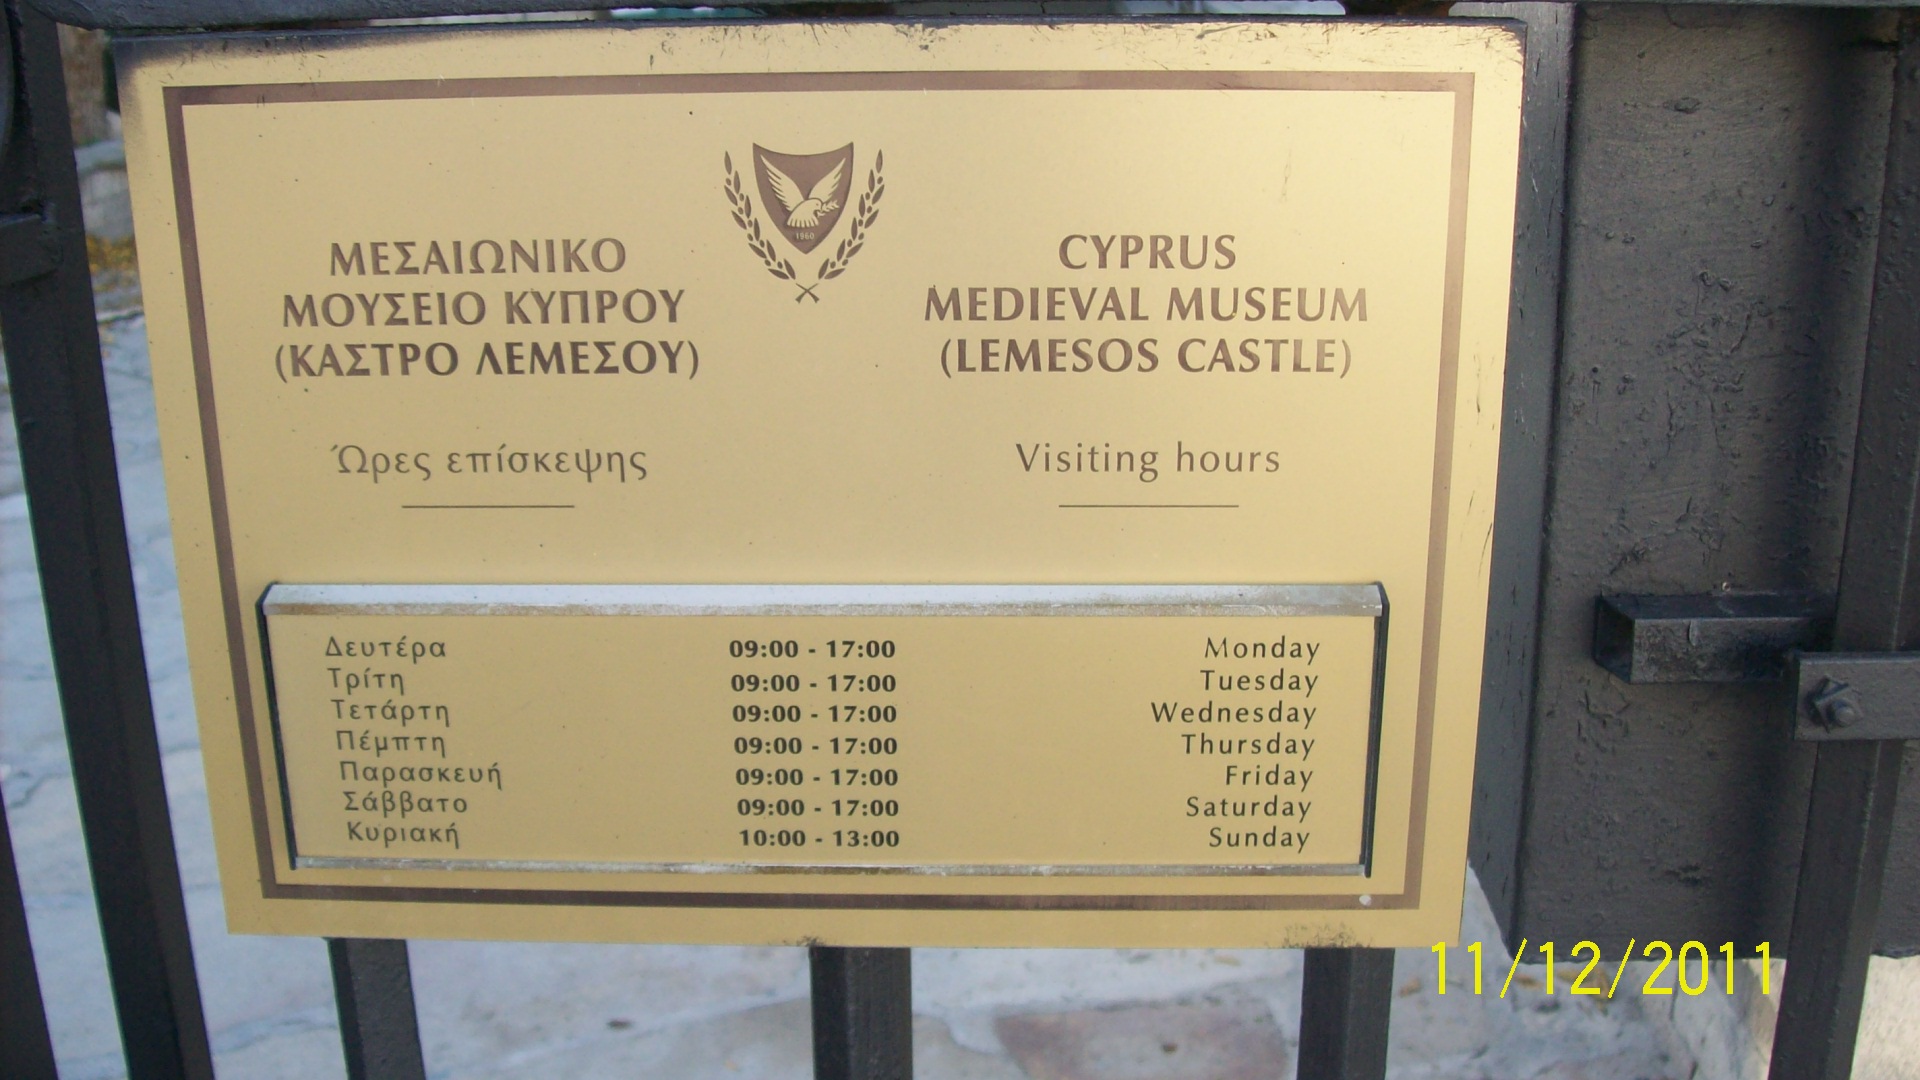 1960
ΜΕΣΑΙΩΝΙΚΟ
ΜΟΥΣΕΙΟ ΚΥΠΡΟΥ
(ΚΑΣΤΡΟ ΛΕΜΕΣΟΥ)
Ώρες επίσκεψης
CYPRUS
MEDIEVAL MUSEUM
(LEMESOS CASTLE)
Visiting hours
Δευτέρα 09:00 - 17:00 Monday
Τρίτη 09:00 - 17:00 Tuesday
Τετάρτη 09:00 - 17:00 Wednesday
Πέμπτη 09:00 - 17:00 Thursday
Παρασκευή 09:00 - 17:00 Friday
Σάββατο 09:00 - 17:00 Saturday
Κυριακή 10:00 - 13:00 Sunday
11/12/2011